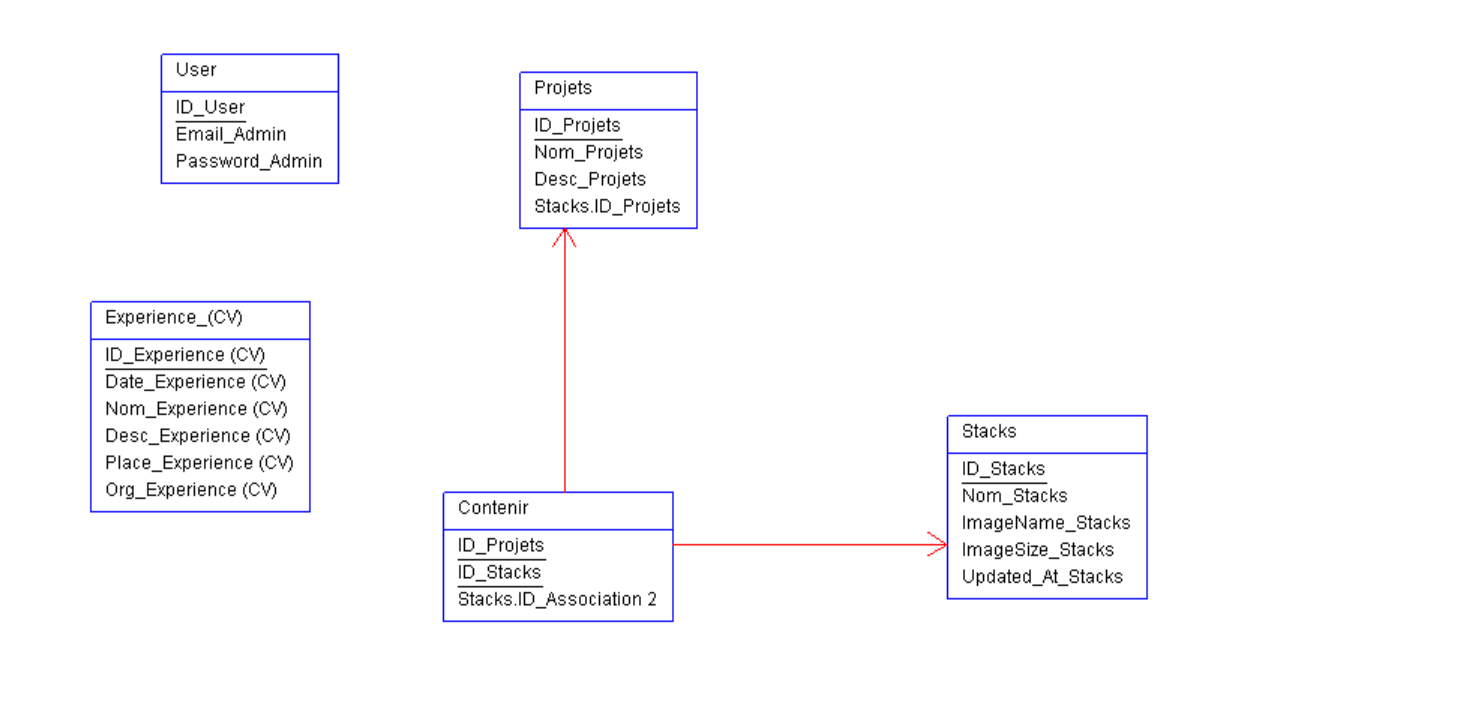 User
ID_User
Email_Admin
Password_Admin
Projets
ID_Projets
Nom_Projets
Desc_Projets
Stacks.ID_Projets
Experience_(CV)
ID_Experience (CV)
Date_Experience (CV)
Nom_Experience (CV)
Desc_Experience (CV)
Place_Experience (CV)
Org_Experience (CV)
Contenir
ID_Projets
ID_Stacks
Stacks.ID_Association 2
Stacks
ID_Stacks
Nom_Stacks
ImageName_Stacks
ImageSize_Stacks
Updated_At_Stacks